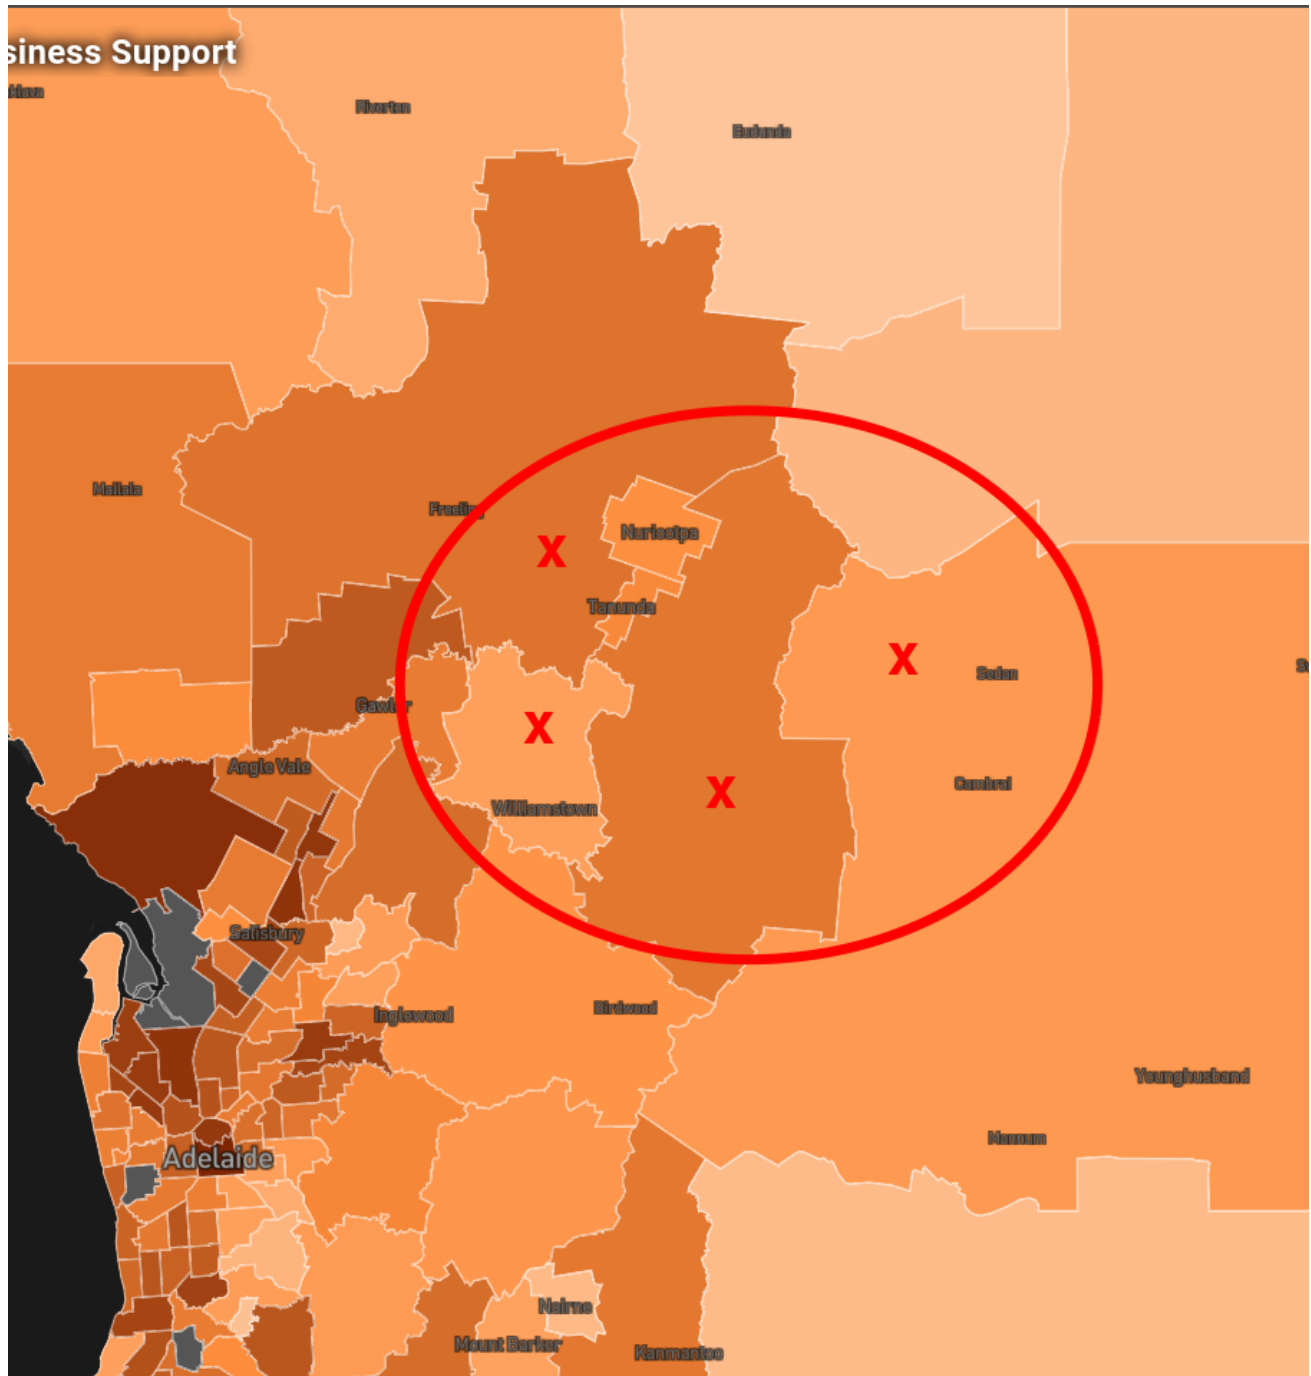 siness Support
Riverton
Eudunda
Mallala
Freeling
Nuriootpa
X
Tanunda
X
Sedan
Gawler
X
Angle Vale
Cambrai
X
Williamstown
Salisbury
Birdwood
Inglewood
Younghusband
Mannum
Adelaide
Nairne
Mount Barker
Kanmantoo